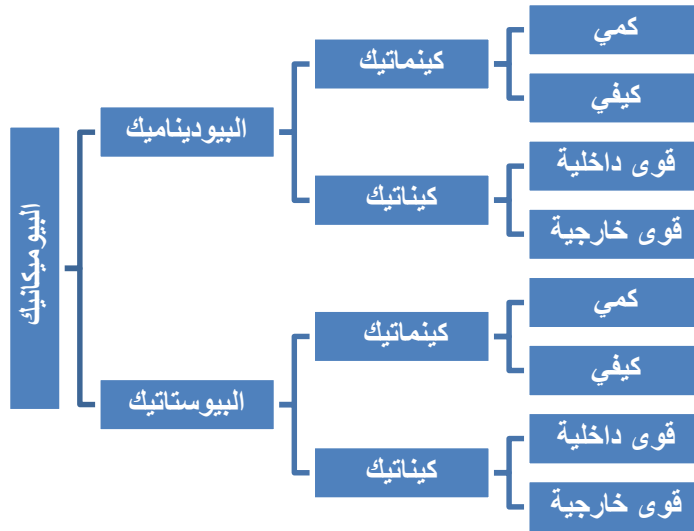 البيوميكانيك
البيوديناميك
كينماتيك
كمي
كيفي
كيناتيك
قوى داخلية
قوى خارجية
البيوستاتيك
كينماتيك
كمي
كيفي
كيناتيك
قوى داخلية
قوى خارجية